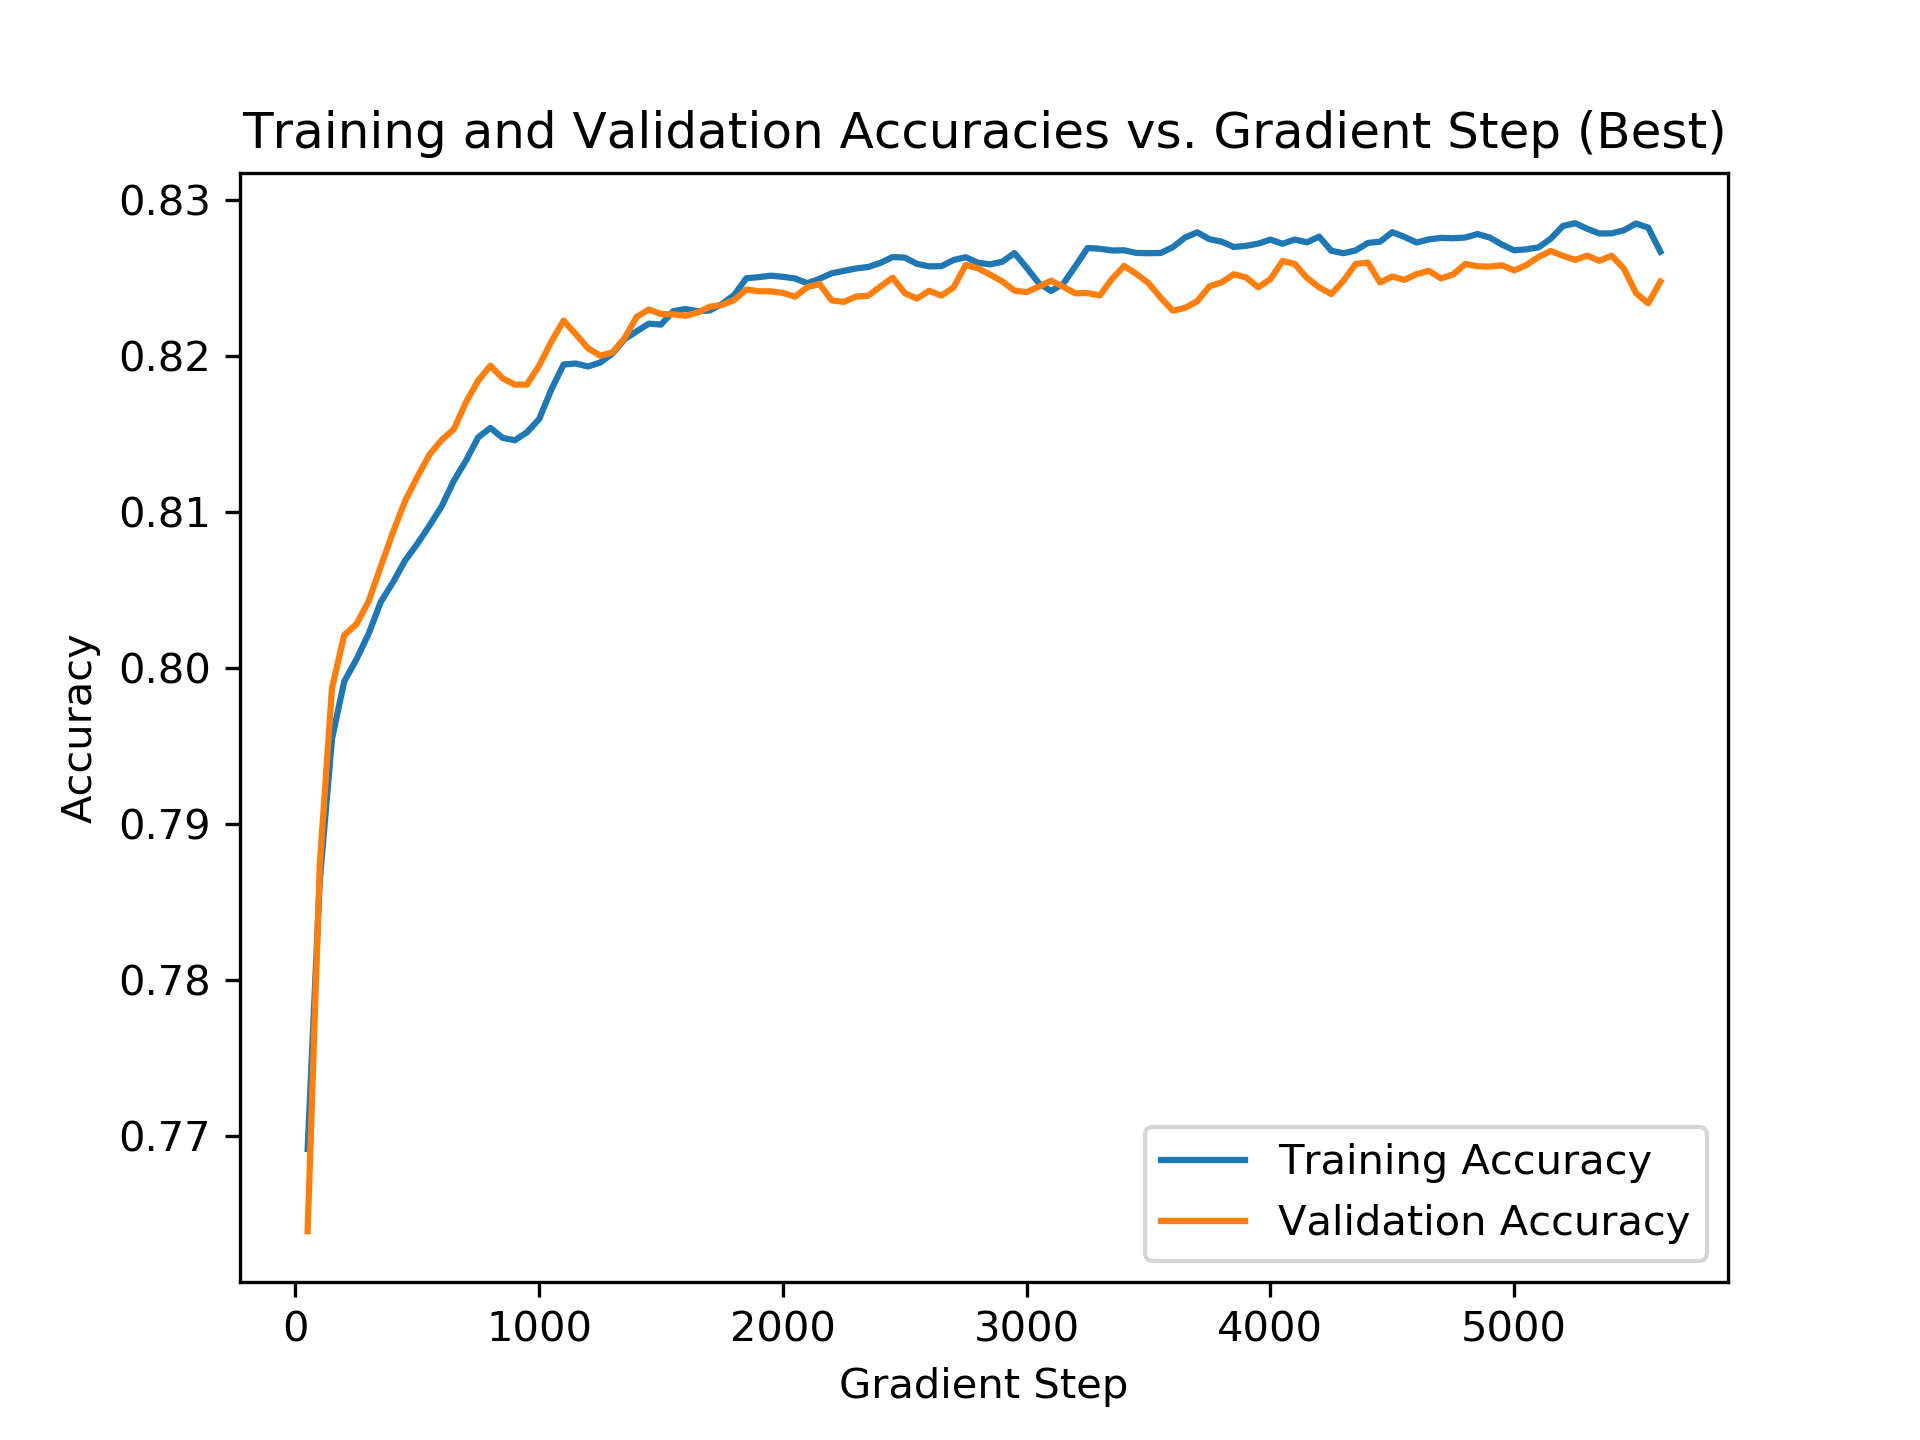 Training and Validation Accuracies vs. Gradient Step (Best)
0.83
0.82
0.81
0.80
0.79
0.78
0.77
Accuracy
Training Accuracy
Validation Accuracy
0 1000 2000 3000 4000 5000
Gradient Step